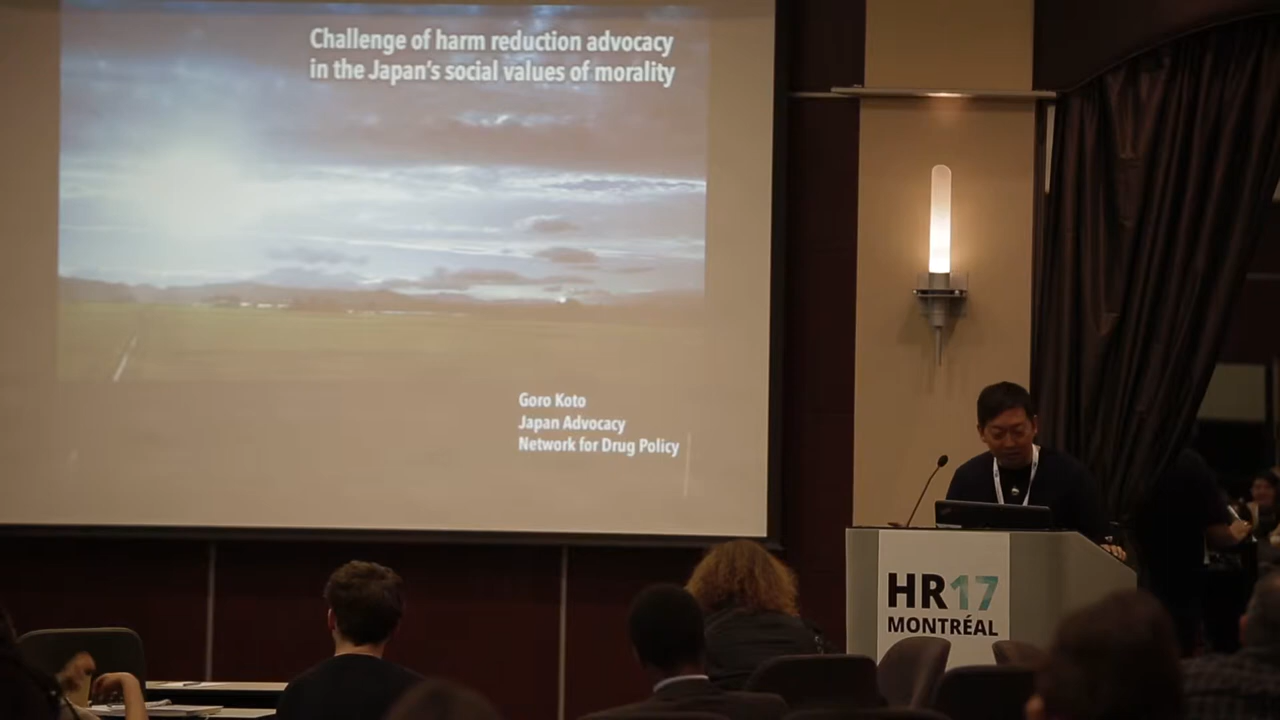 Challenge of harm reduction advocacy
in the Japan's social values of morality
Goro Koto
Japan Advocacy
Network for Drug Policy
HR17
MONTRÉAL